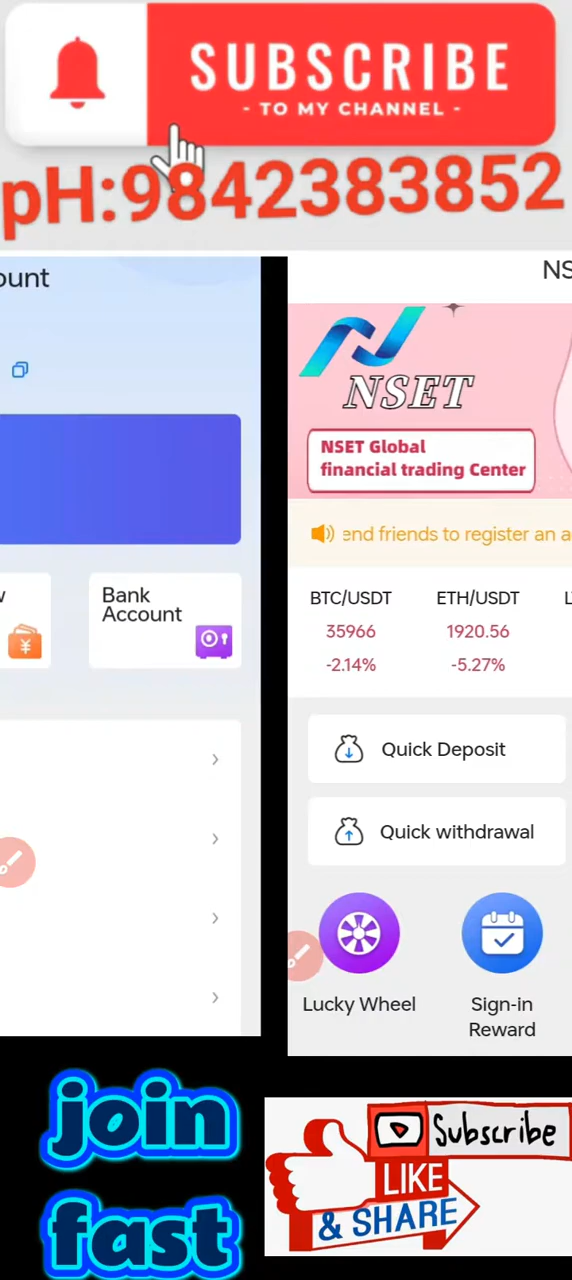 SUBSCRIBE
- TO MY CHANNEL -
pH:9842383852
ount
Bank
Account
¥
NS
NSET
NSET Global
financial trading Center
end friends to register an a
BTC/USDT
ETH/USDT
35966
1920.56
-2.14%
-5.27%
Quick Deposit
Quick withdrawal
Lucky Wheel
Sign-in
Reward
join
fast
Subscribe
LIKE
& SHARE